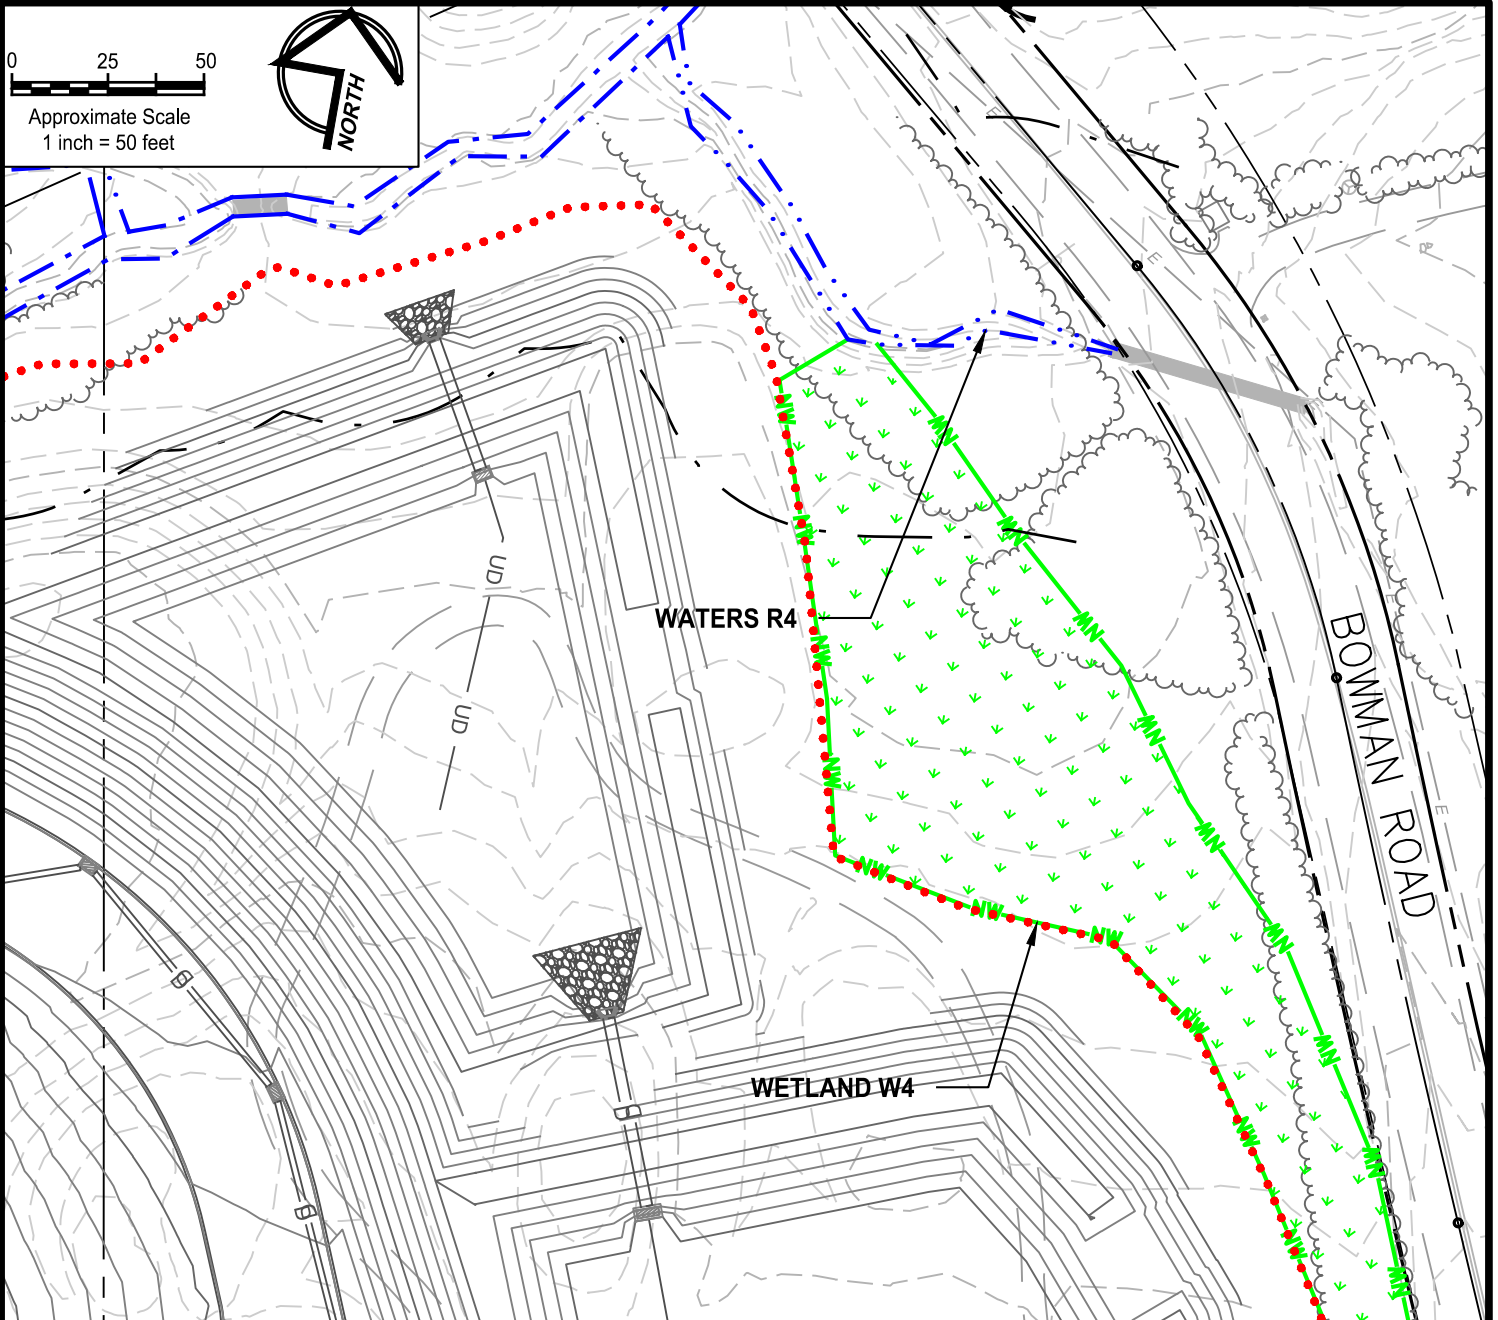 0 25 50
Approximate Scale
1 inch = 50 feet
NORTH
E
E
UD
WATERS R4
UD
BOWMAN ROAD
E
E
D
WETLAND W4
D
D